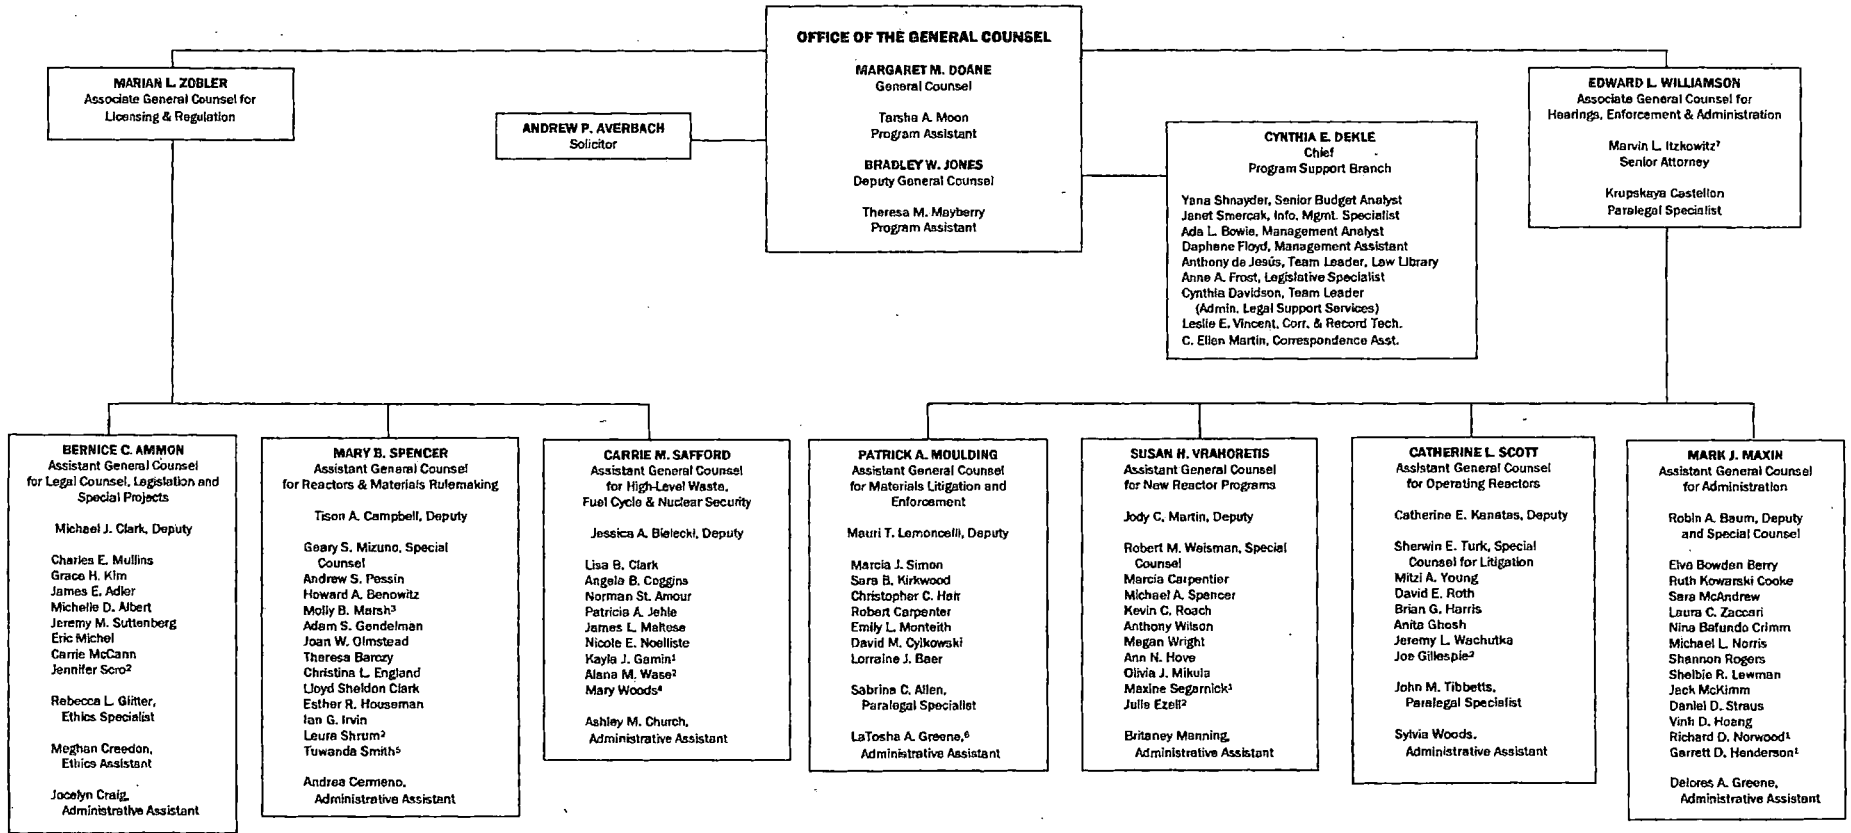 OFFICE OF THE GENERAL COUNSEL
MARGARET M. DOANE
General Counsel
Tarsha A. Moon
Program Assistant
BRADLEY W. JONES
Deputy General Counsel
Theresa M. Mayberry
Program Assistant
MARIAN L. ZOBLER
Associate General Counsel for
Licensing & Regulation
ANDREW P. AVERBACH
Solicitor
CYNTHIA E. DEKLE
Chief
Program Support Branch
Yana Shnayder, Senior Budget Analyst
Janet Smercak, Info. Mgmt. Specialist
Ada L. Bowie, Management Analyst
Daphene Floyd, Management Assistant
Anthony de Jesús, Team Leader, Law Library
Anne A. Frost, Legislative Specialist
Cynthia Davidson, Team Leader
(Admin. Legal Support Services)
Leslie E. Vincent, Corr. & Record Tech.
C. Ellen Martin, Correspondence Asst.
EDWARD L. WILLIAMSON
Associate General Counsel for
Hearings, Enforcement & Administration
Marvin L. Itzkowitz⁷
Senior Attorney
Krupskaya Castellon
Paralegal Specialist
BERNICE C. AMMON
Assistant General Counsel
for Legal Counsel, Legislation and
Special Projects
Michael J. Clark, Deputy
Charles E. Mullins
Grace H. Kim
James E. Adler
Michelle D. Albert
Jeremy M. Suttenberg
Eric Michel
Carrie McCann
Jennifer Scro²
Rebecca L. Glitter,
Ethics Specialist
Meghan Creedon,
Ethics Assistant
Jocelyn Craig,
Administrative Assistant
MARY B. SPENCER
Assistant General Counsel
for Reactors & Materials Rulemaking
Tison A. Campbell, Deputy
Geary S. Mizuno, Special
Counsel
Andrew S. Pessin
Howard A. Benowitz
Molly B. Marsh³
Adam S. Gendelman
Joan W. Olmstead
Theresa Barczy
Christina L. England
Lloyd Sheldon Clark
Esther R. Houseman
Ian G. Irvin
Leura Shrum²
Tuwanda Smith⁵
Andrea Cermeno,
Administrative Assistant
CARRIE M. SAFFORD
Assistant General Counsel
for High-Level Waste,
Fuel Cycle & Nuclear Security
Jessica A. Bielecki, Deputy
Lisa B. Clark
Angela B. Coggins
Norman St. Amour
Patricia A. Jehle
James L. Maltese
Nicole E. Noelliste
Kayla J. Gamin¹
Alana M. Wase²
Mary Woods⁴
Ashley M. Church,
Administrative Assistant
PATRICK A. MOULDING
Assistant General Counsel
for Materials Litigation and
Enforcement
Mauri T. Lemoncelli, Deputy
Marcia J. Simon
Sara B. Kirkwood
Christopher C. Hair
Robert Carpenter
Emily L. Monteith
David M. Cylkowski
Lorraine J. Baer
Sabrina C. Allen,
Paralegal Specialist
LaTosha A. Greene,⁶
Administrative Assistant
SUSAN H. VRAHORETIS
Assistant General Counsel
for New Reactor Programs
Jody C. Martin, Deputy
Robert M. Weisman, Special
Counsel
Marcia Carpentier
Michael A. Spencer
Kevin C. Roach
Anthony Wilson
Megan Wright
Ann N. Hove
Olivia J. Mikula
Maxine Segarnick¹
Julie Ezell²
Britaney Manning,
Administrative Assistant
CATHERINE L. SCOTT
Assistant General Counsel
for Operating Reactors
Catherine E. Kanatas, Deputy
Sherwin E. Turk, Special
Counsel for Litigation
Mitzi A. Young
David E. Roth
Brian G. Harris
Anita Ghosh
Jeremy L. Wachutka
Joe Gillespie²
John M. Tibbetts,
Paralegal Specialist
Sylvia Woods,
Administrative Assistant
MARK J. MAXIN
Assistant General Counsel
for Administration
Robin A. Baum, Deputy
and Special Counsel
Elva Bowden Berry
Ruth Kowarski Cooke
Sara McAndrew
Laura C. Zaccari
Nina Bafundo Crimm
Michael L. Norris
Shannon Rogers
Shelbie R. Lewman
Jack McKimm
Daniel D. Straus
Vinh D. Hoang
Richard D. Norwood¹
Garrett D. Henderson¹
Delores A. Greene,
Administrative Assistant